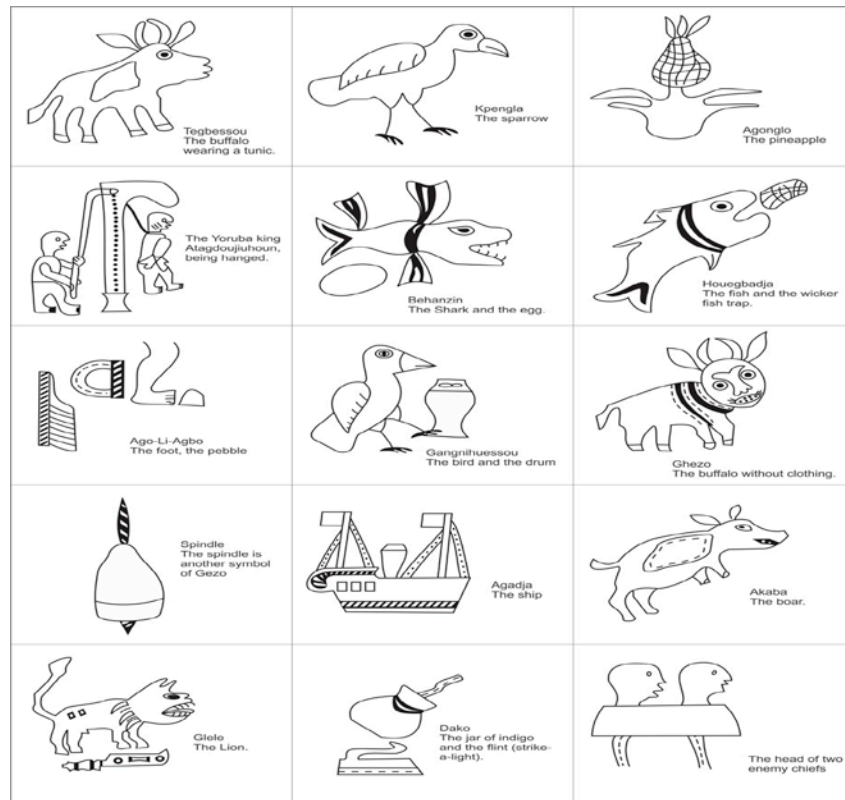 Tegbessou
The buffalo
wearing a tunic.
Kpengla
The sparrow
Agonglo
The pineapple
The Yoruba king
Atagdoujiuhoun,
being hanged.
Behanzin
The Shark and the egg.
Houegbadja
The fish and the wicker
fish trap.
Ago-Li-Agbo
The foot, the pebble
Gangnihuessou
The bird and the drum
Ghezo
The buffalo without clothing.
Spindle
The spindle is
another symbol
of Gezo
Agadja
The ship
Akaba
The boar.
Glele
The Lion.
Dako
The jar of indigo
and the flint (strike-
a-light).
The head of two
enemy chiefs